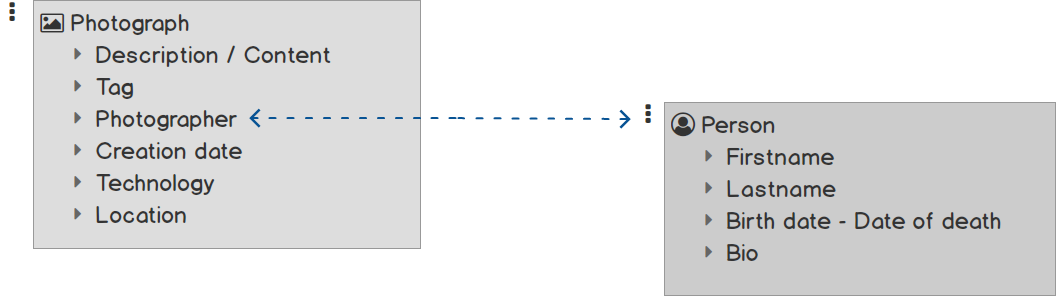 Photograph
Description / Content
Tag
Photographer
Creation date
Technology
Location
Person
Firstname
Lastname
Birth date - Date of death
Bio